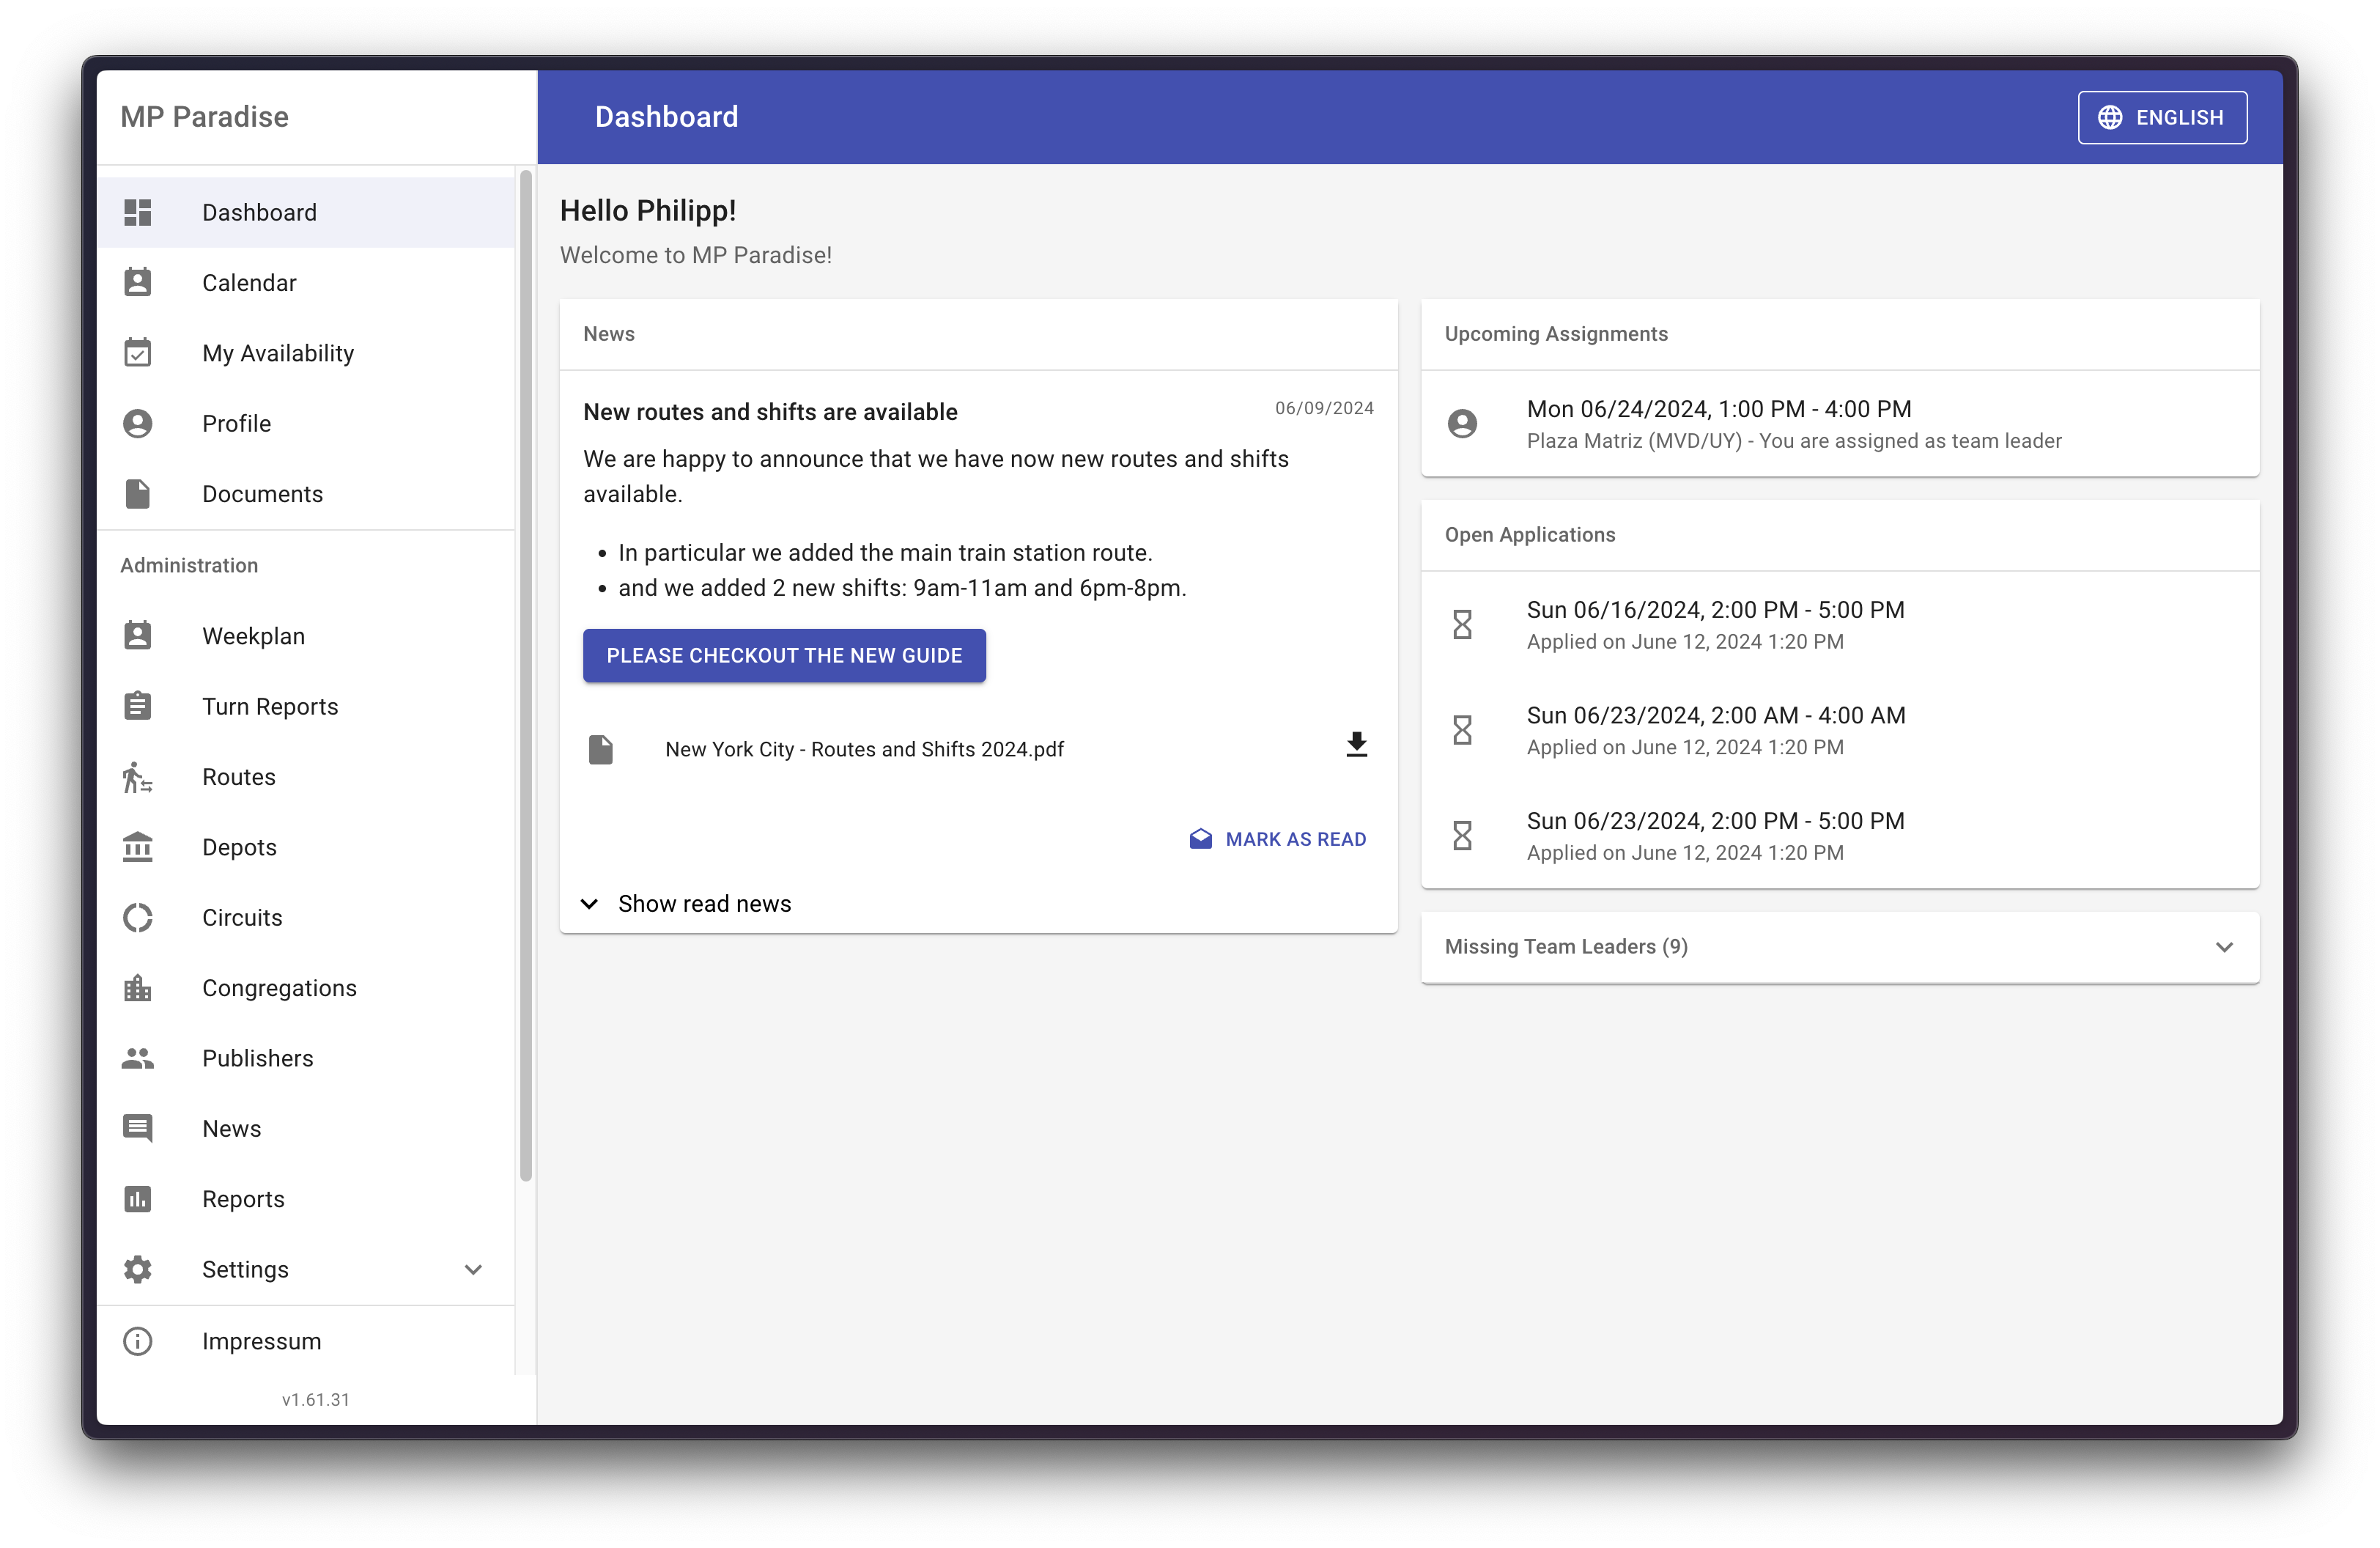 MP Paradise
Dashboard
ENGLISH
Dashboard
Calendar
My Availability
Profile
Documents
Administration
Weekplan
Turn Reports
Routes
Depots
Circuits
Congregations
Publishers
News
Reports
Settings
Impressum
v1.61.31
Hello Philipp!
Welcome to MP Paradise!
News
New routes and shifts are available
06/09/2024
We are happy to announce that we have now new routes and shifts
available.
• In particular we added the main train station route.
• and we added 2 new shifts: 9am-11am and 6pm-8pm.
PLEASE CHECKOUT THE NEW GUIDE
New York City - Routes and Shifts 2024.pdf
MARK AS READ
Show read news
Upcoming Assignments
Mon 06/24/2024, 1:00 PM - 4:00 PM
Plaza Matriz (MVD/UY) - You are assigned as team leader
Open Applications
Sun 06/16/2024, 2:00 PM - 5:00 PM
Applied on June 12, 2024 1:20 PM
Sun 06/23/2024, 2:00 AM - 4:00 AM
Applied on June 12, 2024 1:20 PM
Sun 06/23/2024, 2:00 PM - 5:00 PM
Applied on June 12, 2024 1:20 PM
Missing Team Leaders (9)